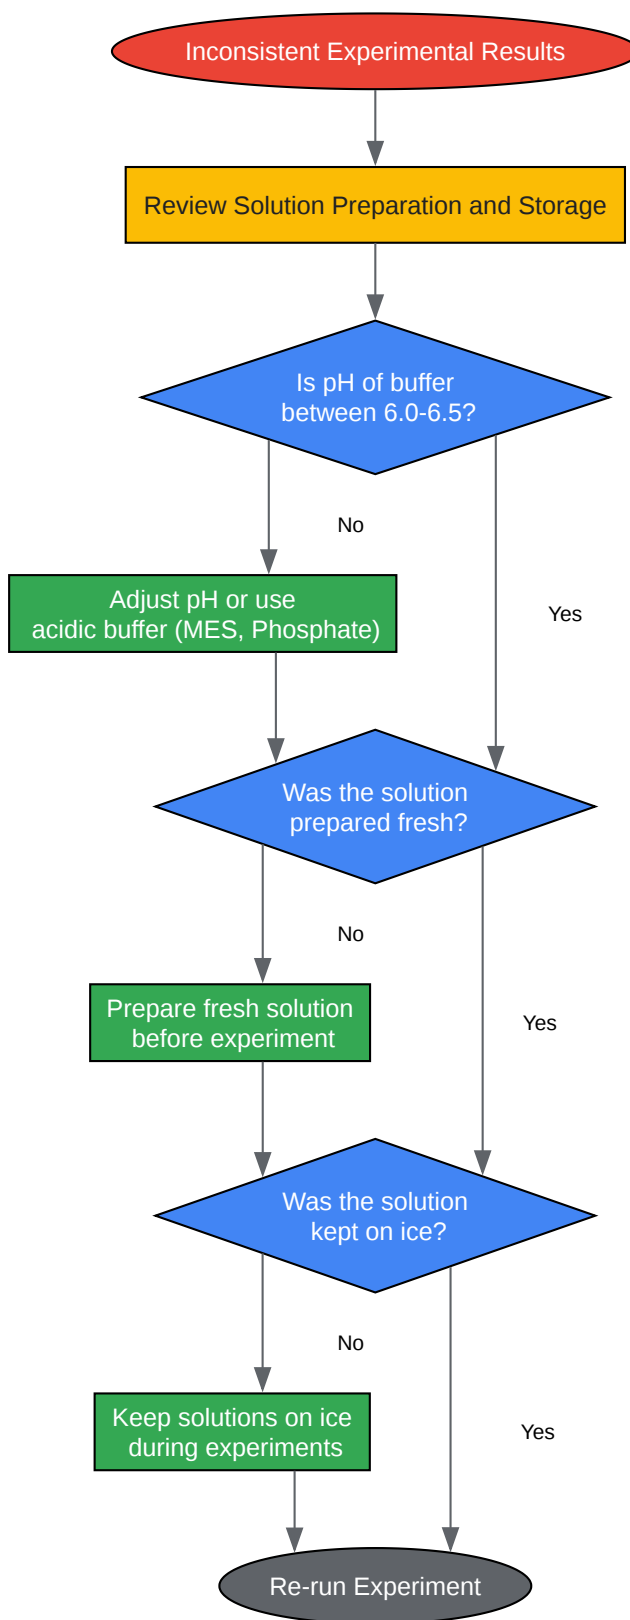 Inconsistent Experimental Results
Review Solution Preparation and Storage
Is pH of buffer
between 6.0-6.5?
No
Adjust pH or use
acidic buffer (MES, Phosphate)
Yes
Was the solution
prepared fresh?
No
Prepare fresh solution
before experiment
Yes
Was the solution
kept on ice?
No
Keep solutions on ice
during experiments
Yes
Re-run Experiment